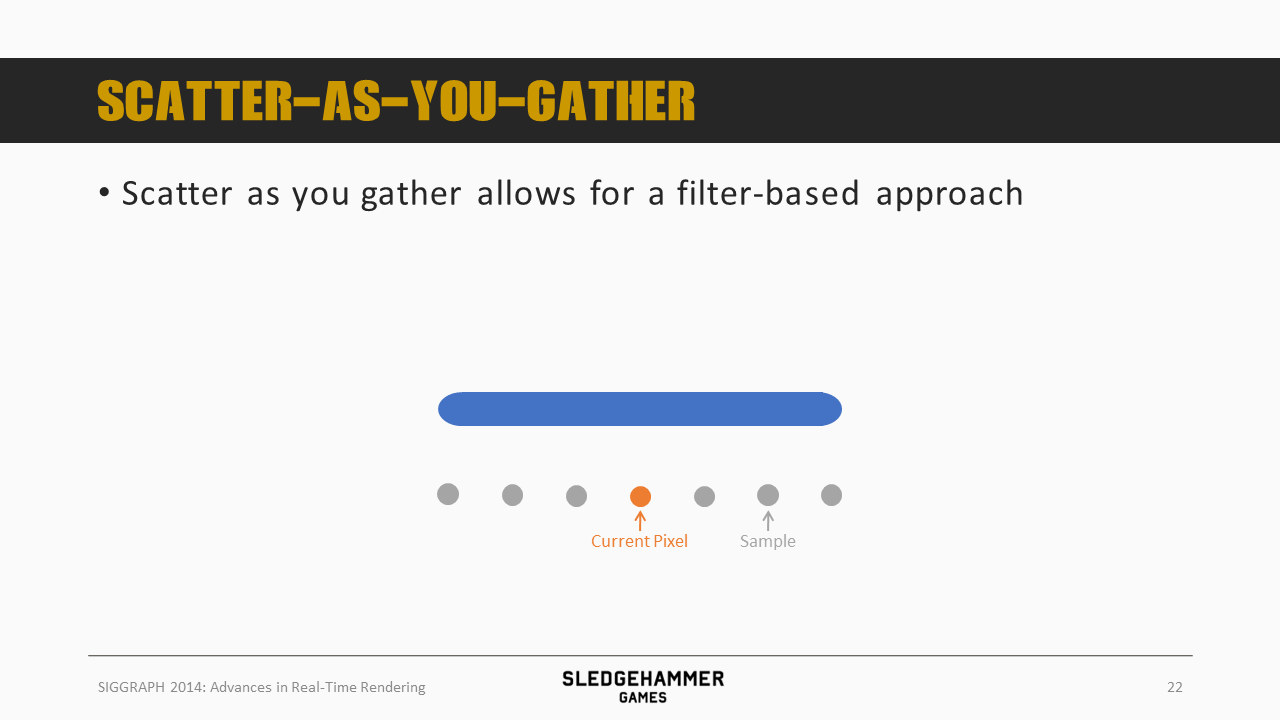 SCATTER-AS-YOU-GATHER
• Scatter as you gather allows for a filter-based approach
Current Pixel
Sample
SIGGRAPH 2014: Advances in Real-Time Rendering
SLEDGEHAMMER
GAMES
22